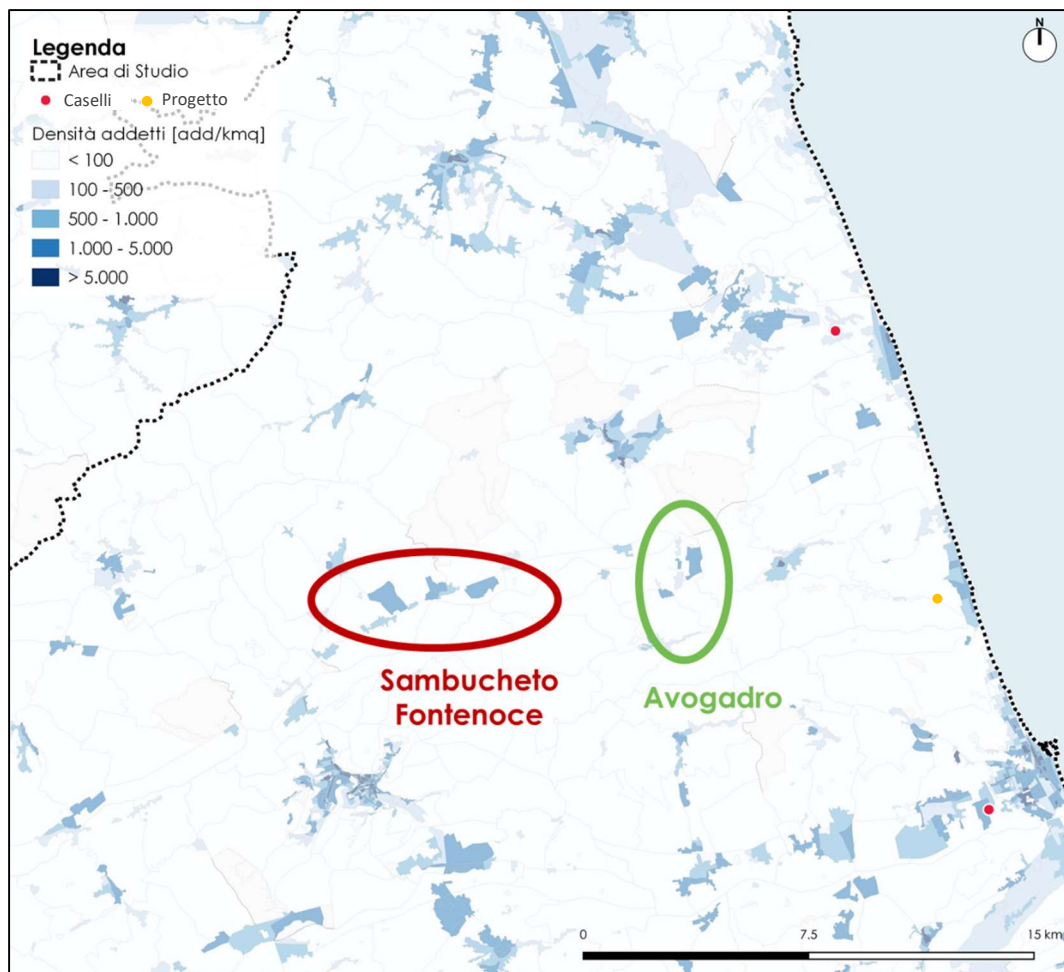 Legenda
Area di Studio
Caselli Progetto
Densità addetti [add/kmq]
< 100
100 - 500
500 - 1.000
1.000 - 5.000
> 5.000
N
Sambucheto
Fontenoce
Avogadro
0 7.5 15 km